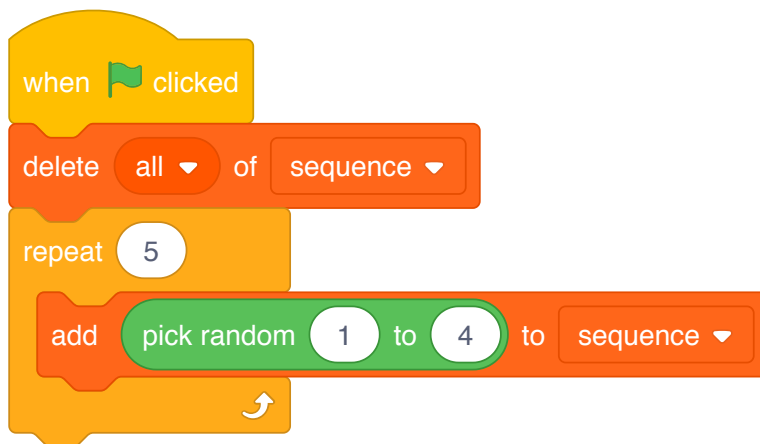 when clicked
delete all of sequence
repeat 5
add pick random 1 to 4 to sequence